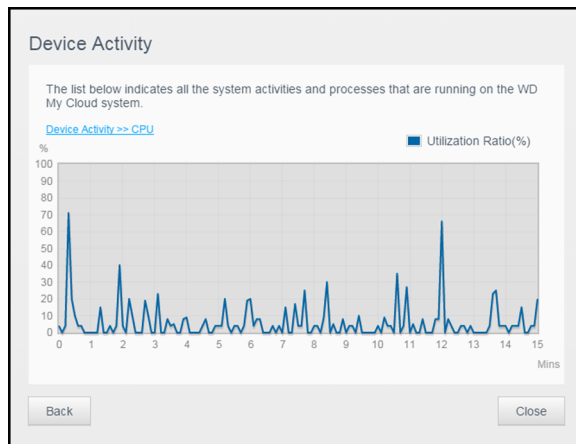 Device Activity
The list below indicates all the system activities and processes that are running on the WD
My Cloud system.
Device Activity >> CPU
%
Utilization Ratio(%)
100
90
80
70
60
50
40
30
20
10
0
0 1 2 3 4 5 6 7 8 9 10 11 12 13 14 15
Mins
Back Close